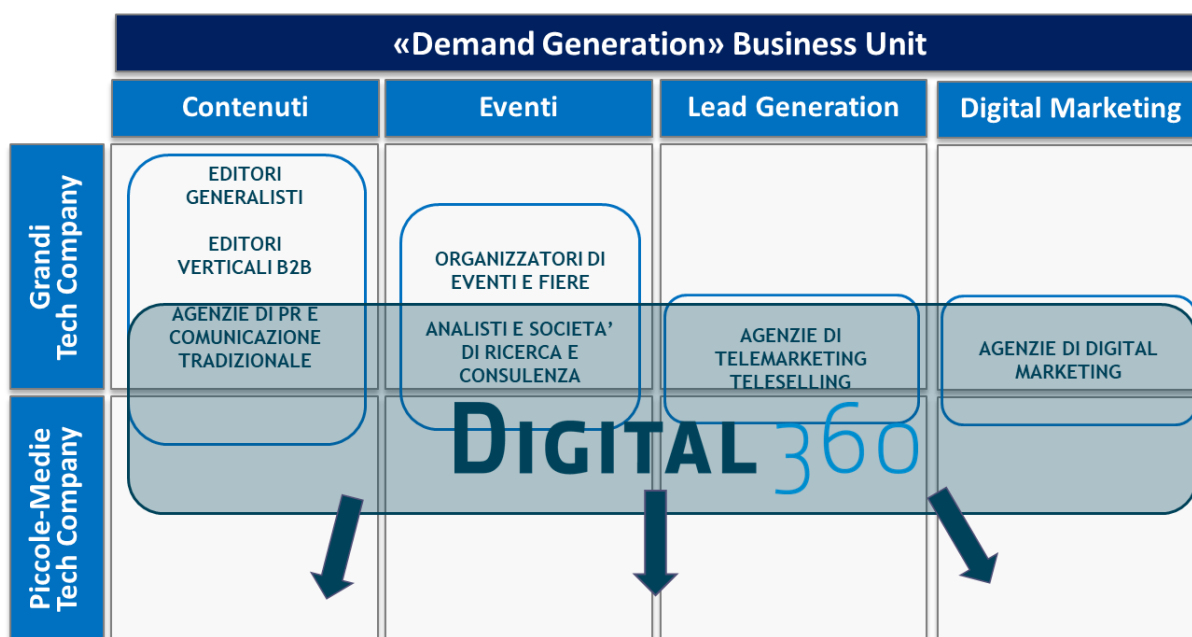 «Demand Generation» Business Unit
Contenuti
Eventi
Lead Generation
Digital Marketing
Grandi
Tech Company
EDITORI
GENERALISTI
EDITORI
VERTICALI B2B
AGENZIE DI PR E
COMUNICAZIONE
TRADIZIONALE
ORGANIZZATORI DI
EVENTI E FIERE
ANALISTI E SOCIETA’
DI RICERCA E
CONSULENZA
AGENZIE DI
TELEMARKETING
TELESELLING
AGENZIE DI DIGITAL
MARKETING
Piccole-Medie
Tech Company
DIGITAL 360